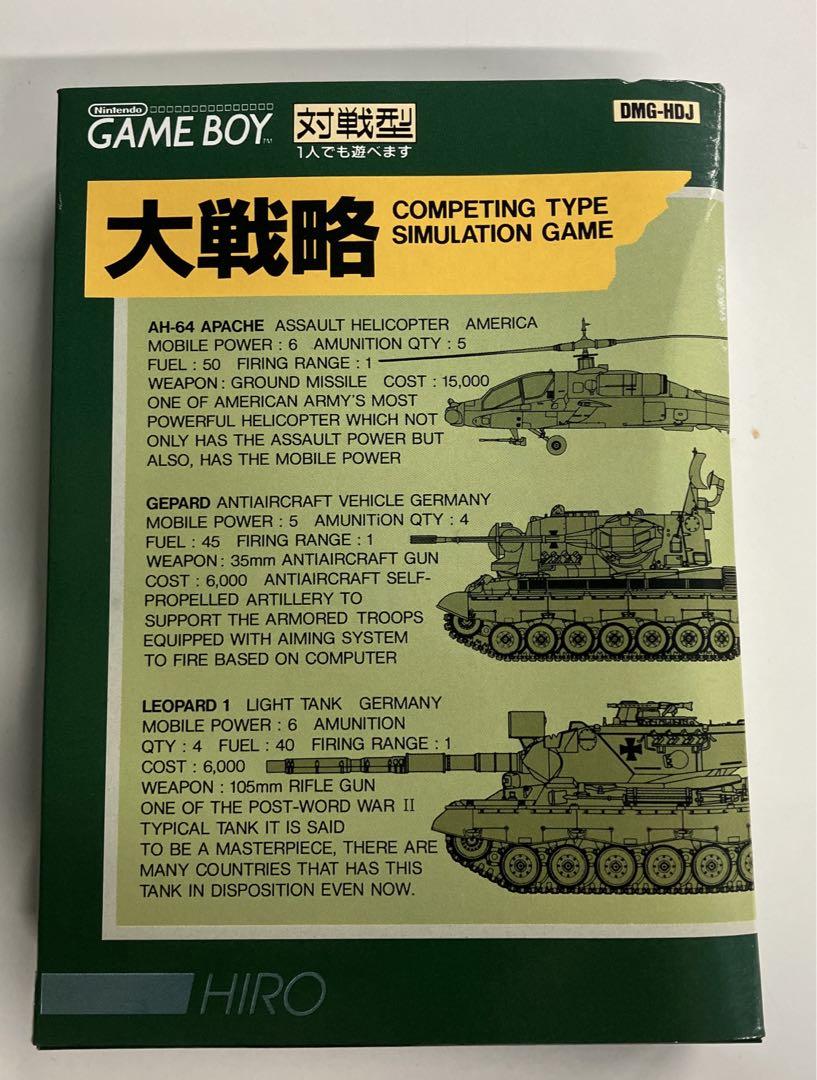 Nintendo
GAME BOY™
対戦型
1人でも遊べます
DMG-HDJ
大戦略
COMPETING TYPE
SIMULATION GAME
AH-64 APACHE ASSAULT HELICOPTER AMERICA
MOBILE POWER : 6 AMUNITION QTY : 5
FUEL : 50 FIRING RANGE : 1
WEAPON : GROUND MISSILE COST : 15,000
ONE OF AMERICAN ARMY'S MOST
POWERFUL HELICOPTER WHICH NOT
ONLY HAS THE ASSAULT POWER BUT
ALSO, HAS THE MOBILE POWER
GEPARD ANTIAIRCRAFT VEHICLE GERMANY
MOBILE POWER : 5 AMUNITiON QTY : 4
FUEL : 45 FIRING RANGE : 1
WEAPON : 35mm ANTIAIRCRAFT GUN
COST : 6,000 ANTIAIRCRAFT SELF-
PROPELLED ARTILLERY TO
SUPPORT THE ARMORED TROOPS
EQUIPPED WITH AIMING SYSTEM
TO FIRE BASED ON COMPUTER
LEOPARD 1 LIGHT TANK GERMANY
MOBILE POWER : 6 AMUNITION
QTY : 4 FUEL : 40 FIRING RANGE : 1
COST : 6,000
WEAPON : 105mm RIFLE GUN
ONE OF THE POST-WORD WAR II
TYPICAL TANK IT IS SAID
TO BE A MASTERPIECE, THERE ARE
MANY COUNTRIES THAT HAS THIS
TANK IN DISPOSITION EVEN NOW.
HIRO